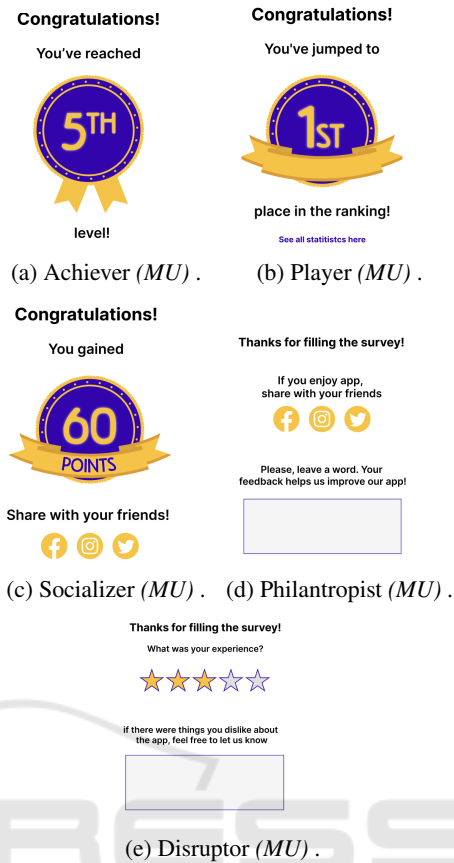 Congratulations!
You've reached
5TH
level!
(a) Achiever (MU) .
Congratulations!
You've jumped to
1ST
place in the ranking!
See all statitistcs here
(b) Player (MU) .
Congratulations!
You gained
60
POINTS
Share with your friends!
(c) Socializer (MU) .
Thanks for filling the survey!
If you enjoy app,
share with your friends
Please, leave a word. Your
feedback helps us improve our app!
(d) Philantropist (MU) .
Thanks for filling the survey!
What was your experience?
if there were things you dislike about
the app, feel free to let us know
(e) Disruptor (MU) .